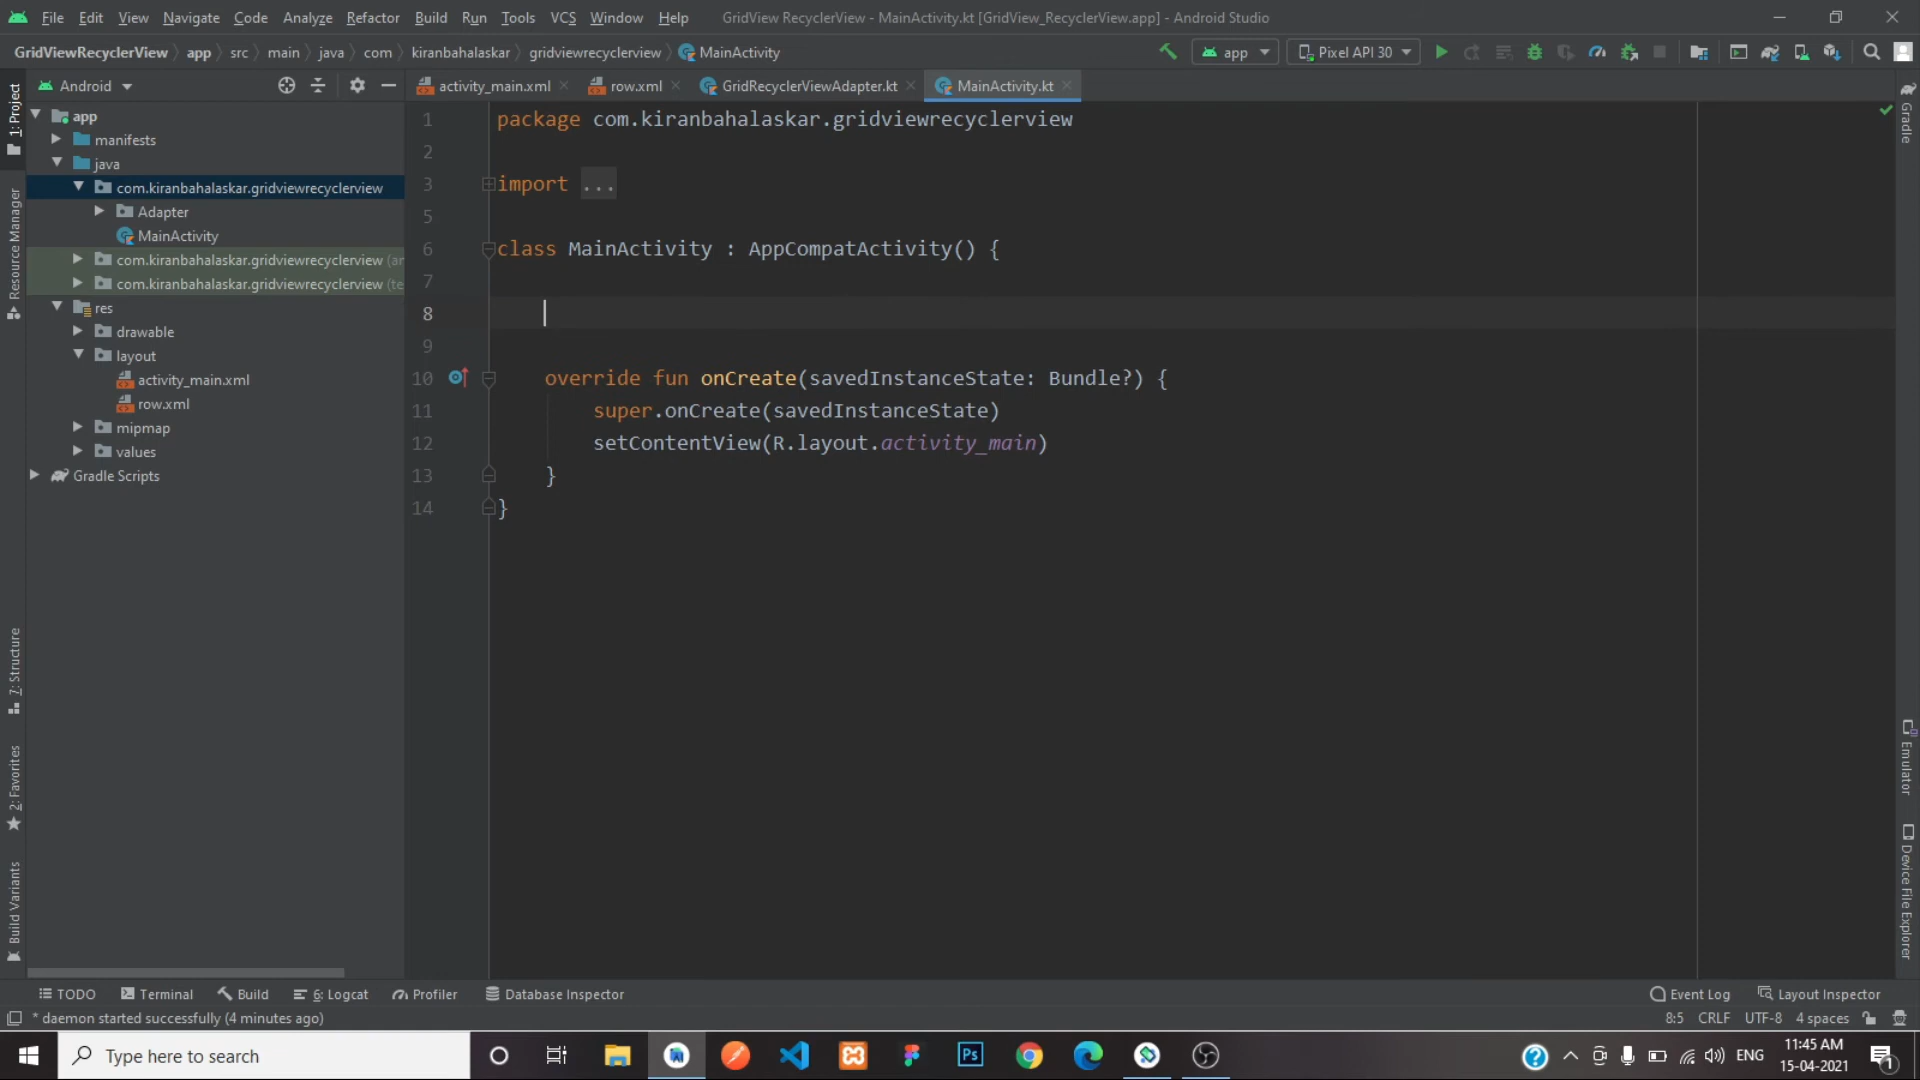 File Edit View Navigate Code Analyze Refactor Build Run Tools VCS Window Help GridView RecyclerView - MainActivity.kt [GridView_RecyclerView.app] - Android Studio
GridViewRecyclerView app src main java com kiranbahalaskar gridviewrecyclerview MainActivity app Pixel API 30
Android activity_main.xml row.xml GridRecyclerViewAdapter.kt MainActivity.kt
1: Project
Resource Manager
7: Structure
2: Favorites
Build Variants
app
manifests
java
com.kiranbahalaskar.gridviewrecyclerview
Adapter
MainActivity
com.kiranbahalaskar.gridviewrecyclerview (ar
com.kiranbahalaskar.gridviewrecyclerview (te
res
drawable
layout
activity_main.xml
row.xml
mipmap
values
Gradle Scripts
1 package com.kiranbahalaskar.gridviewrecyclerview
2
3 import ...
5
6 class MainActivity : AppCompatActivity() {
7
8
9
10 override fun onCreate(savedInstanceState: Bundle?) {
11 super.onCreate(savedInstanceState)
12 setContentView(R.layout.activity_main)
13 }
14 }
Gradle
Emulator
Device File Explorer
TODO Terminal Build 6: Logcat Profiler Database Inspector Event Log Layout Inspector
* daemon started successfully (4 minutes ago) 8:5 CRLF UTF-8 4 spaces
Type here to search Ps ENG 11:45 AM
15-04-2021 1